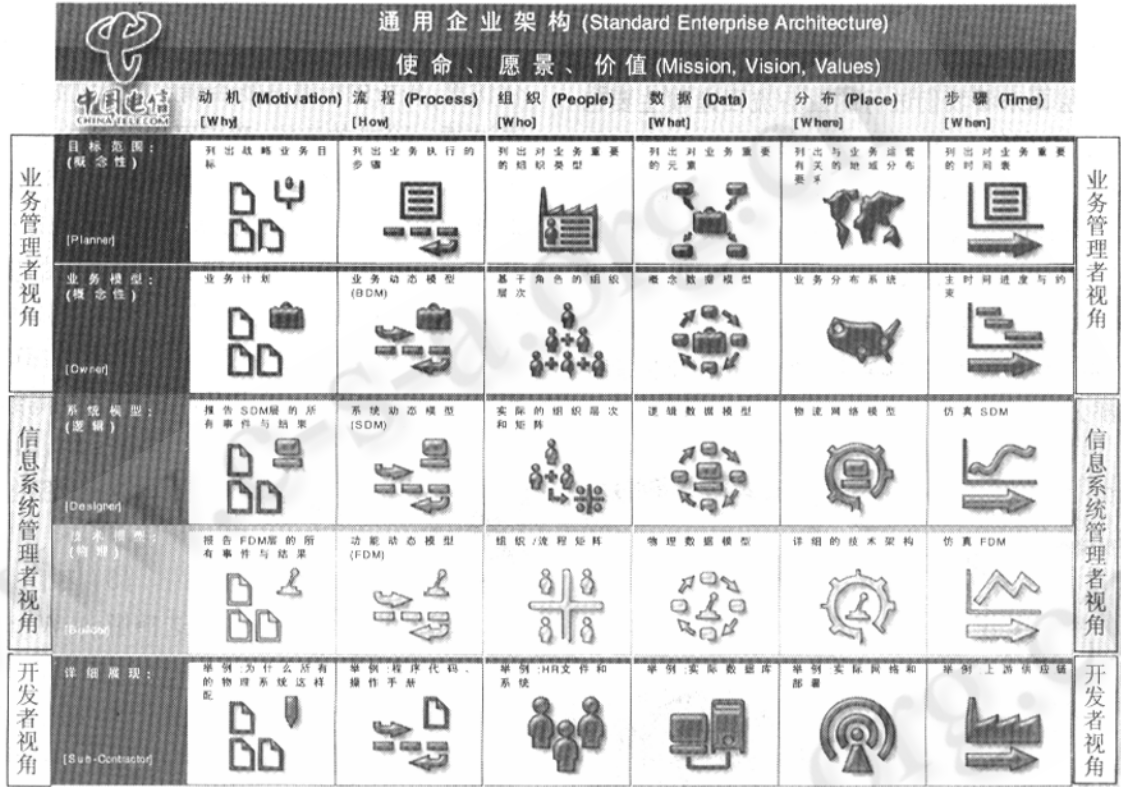 通用企业架构 (Standard Enterprise Architecture)
使命、愿景、价值 (Mission, Vision, Values)
中国电信
CHINA TELECOM
动机 (Motivation) 流程 (Process) 组织 (People) 数据 (Data) 分布 (Place) 步骤 (Time)
[Why] [How] [Who] [What] [Where] [When]
业务管理者视角
目标范围:
(概念性)
[Planner]
列出战略业务目
标
列出业务执行的
步骤
列出对业务重要
的组织类型
列出对业务重要
的元素
列出与业务运营
有关的地域分布
要求
列出对业务重要
的时间表
业务管理者视角
业务模型:
(概念性)
[Owner]
业务计划
业务动态模型
(BDM)
基于角色的组织
层次
概念数据模型
业务分布系统
主时间进度与约
束
信息系统管理者视角
系统模型:
(逻辑)
[Designer]
报告 SDM层的所
有事件与结果
系统动态模型
(SDM)
实际的组织层次
和矩阵
逻辑数据模型
物流网络模型
仿真 SDM
信息系统管理者视角
技术模型:
(物理)
[Builder]
报告 FDM层的所
有事件与结果
功能动态模型
(FDM)
组织/流程矩阵
物理数据模型
详细的技术架构
仿真 FDM
开发者视角
详细展现:
[Sub-Contractor]
举例:为什么所有
的物理系统这样
配
举例:程序代码、
操作手册
举例:HR文件和
系统
举例:实际数据库
举例 实际网络和
部署
举例 上游供应链
开发者视角